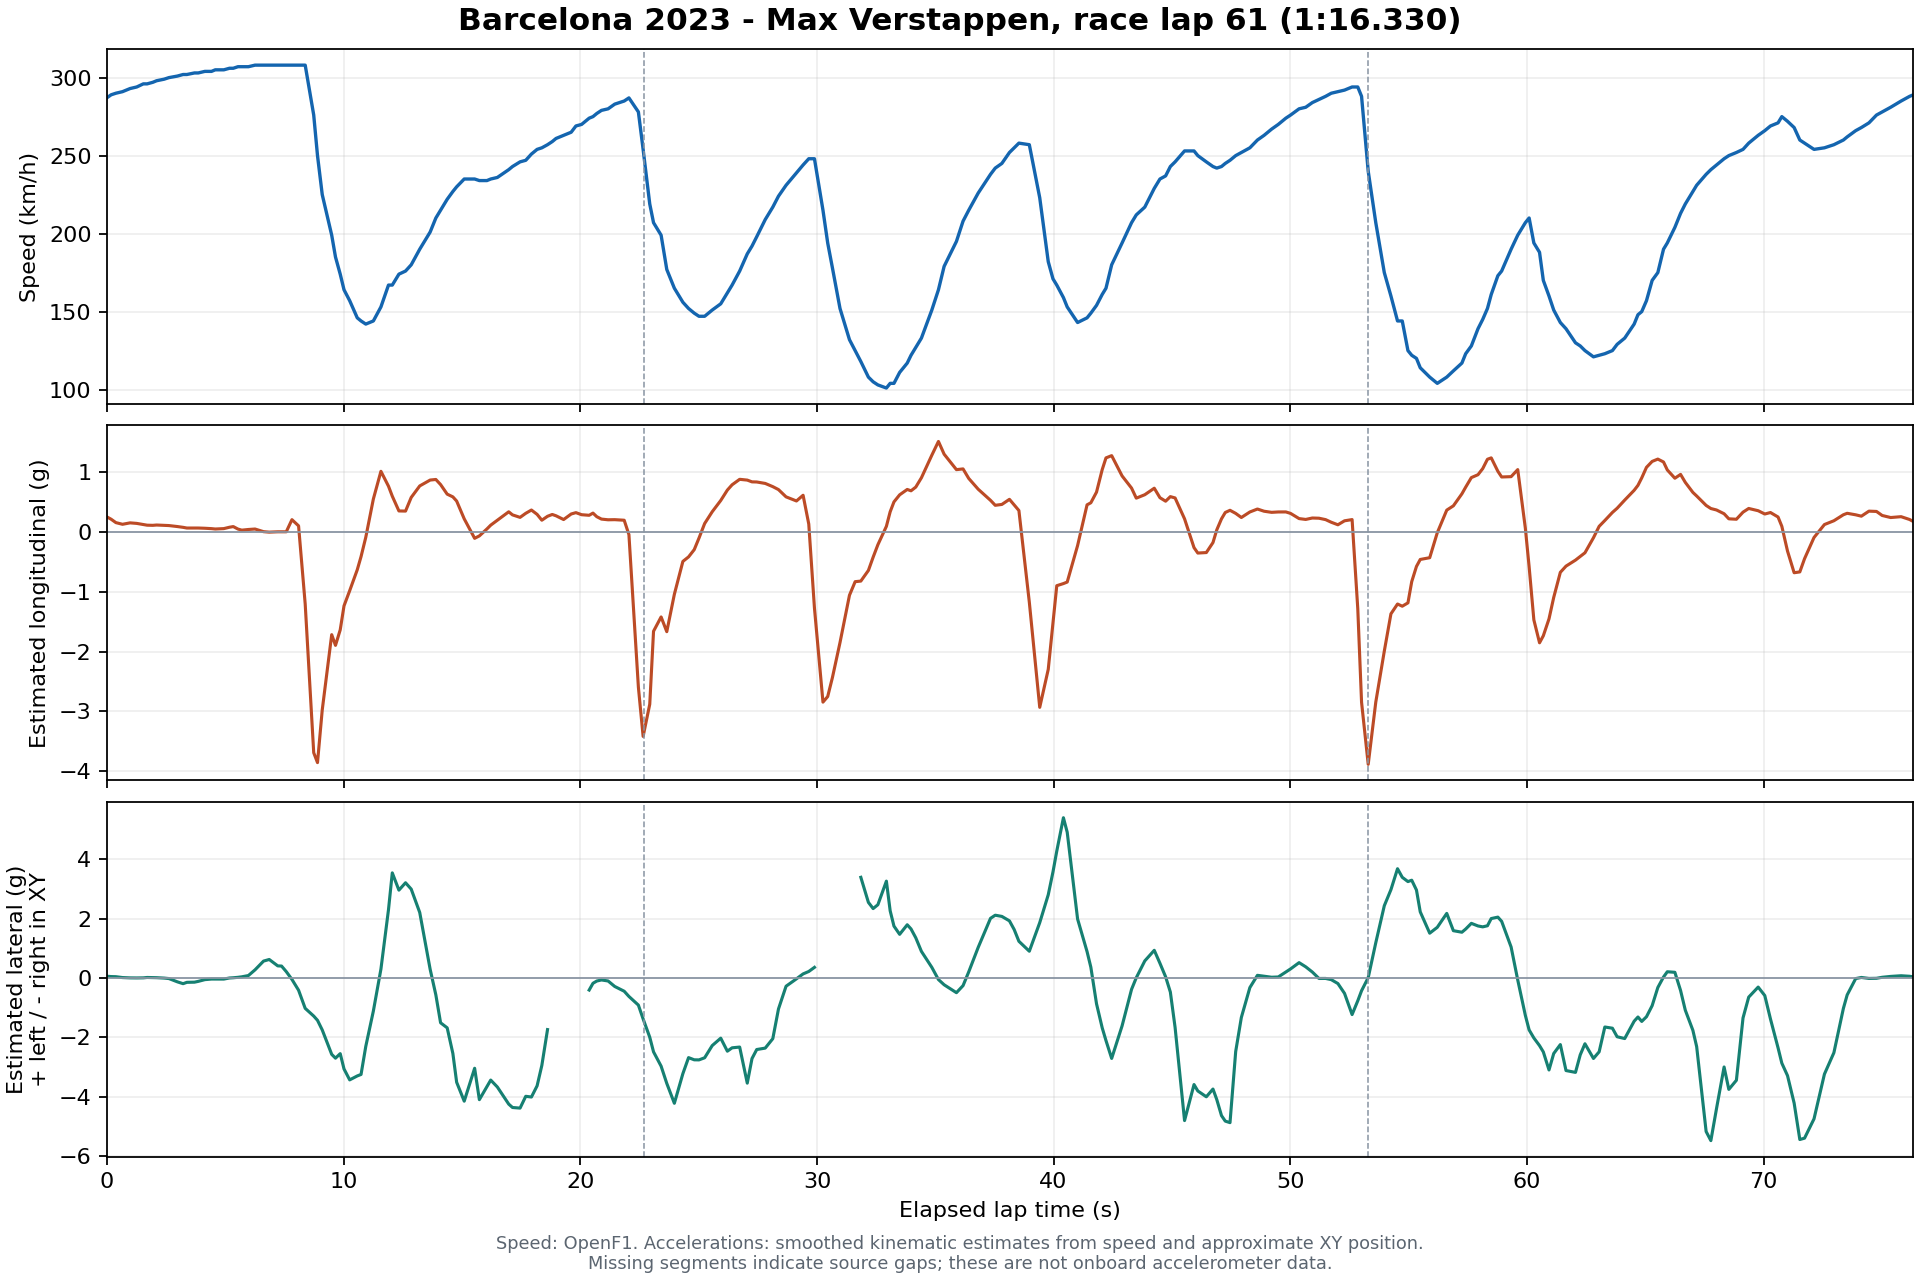 Barcelona 2023 - Max Verstappen, race lap 61 (1:16.330)
Speed (km/h)
300
250
200
150
100
Estimated longitudinal (g)
1
0
−1
−2
−3
−4
Estimated lateral (g)
+ left / - right in XY
4
2
0
−2
−4
−6
0 10 20 30 40 50 60 70
Elapsed lap time (s)
Speed: OpenF1. Accelerations: smoothed kinematic estimates from speed and approximate XY position.
Missing segments indicate source gaps; these are not onboard accelerometer data.